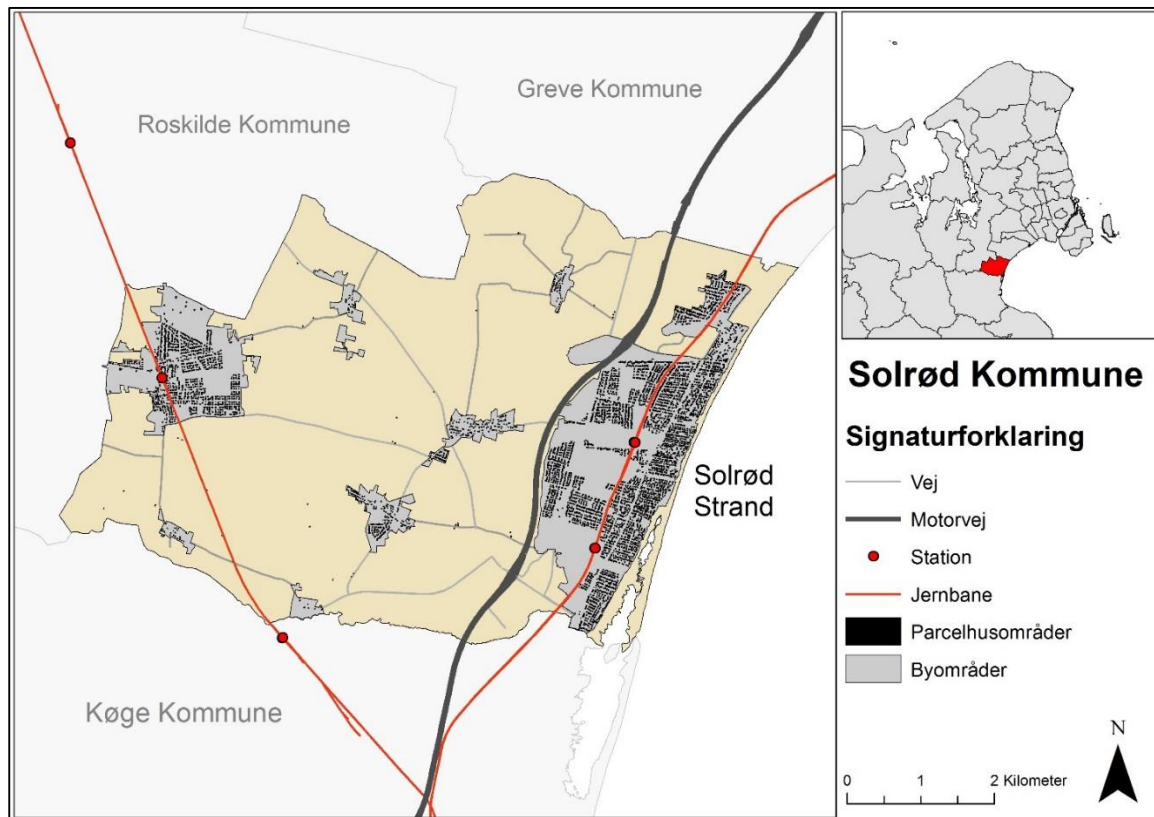 Greve Kommune
Roskilde Kommune
Solrød
Strand
Køge Kommune
Solrød Kommune
Signaturforklaring
Vej
Motorvej
Station
Jernbane
Parcelhusområder
Byområder
N
0 1 2 Kilometer